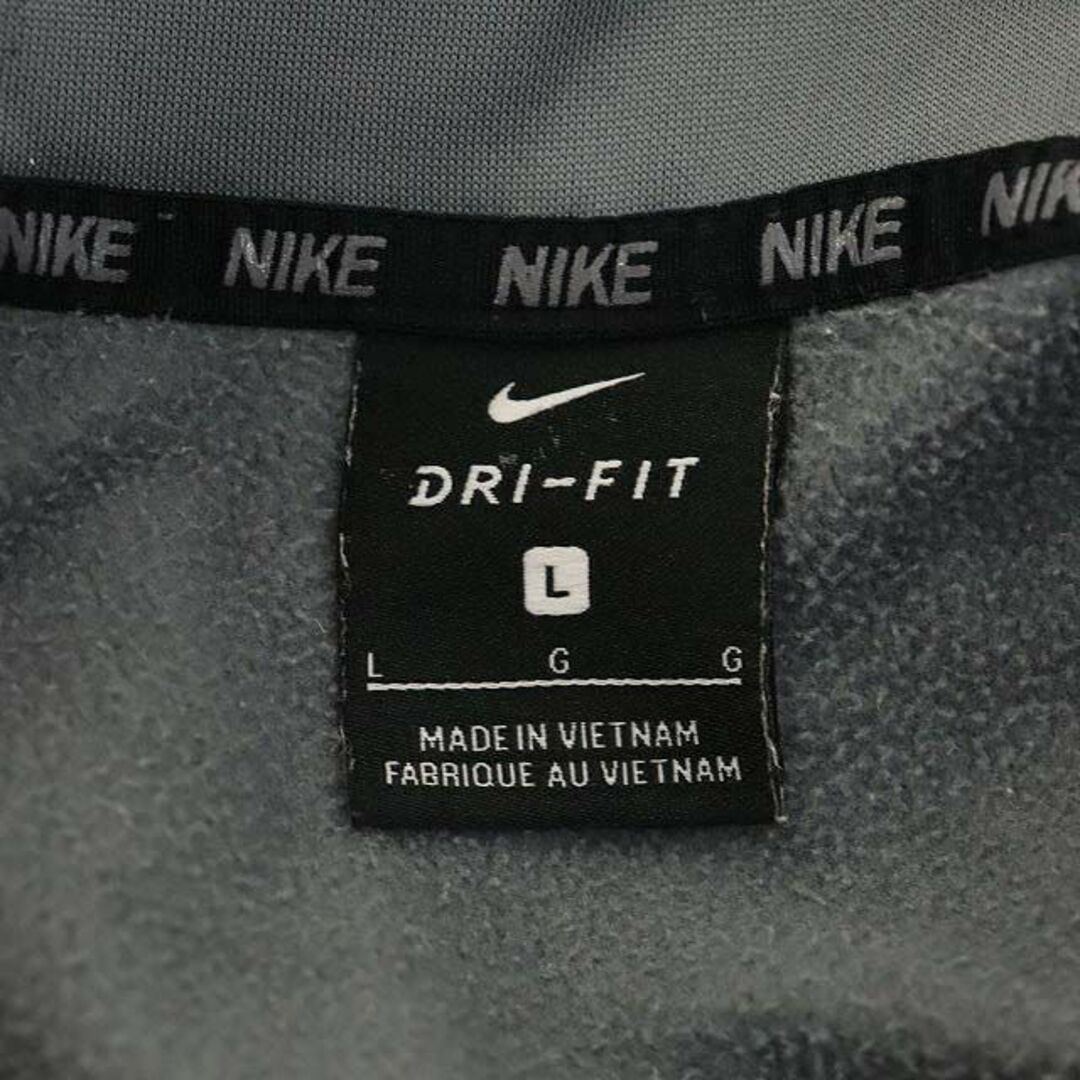 NIKE NIKE NIKE NIKE NIK
DRI-FIT
L
L G G
MADE IN VIETNAM
FABRIQUE AU VIETNAM